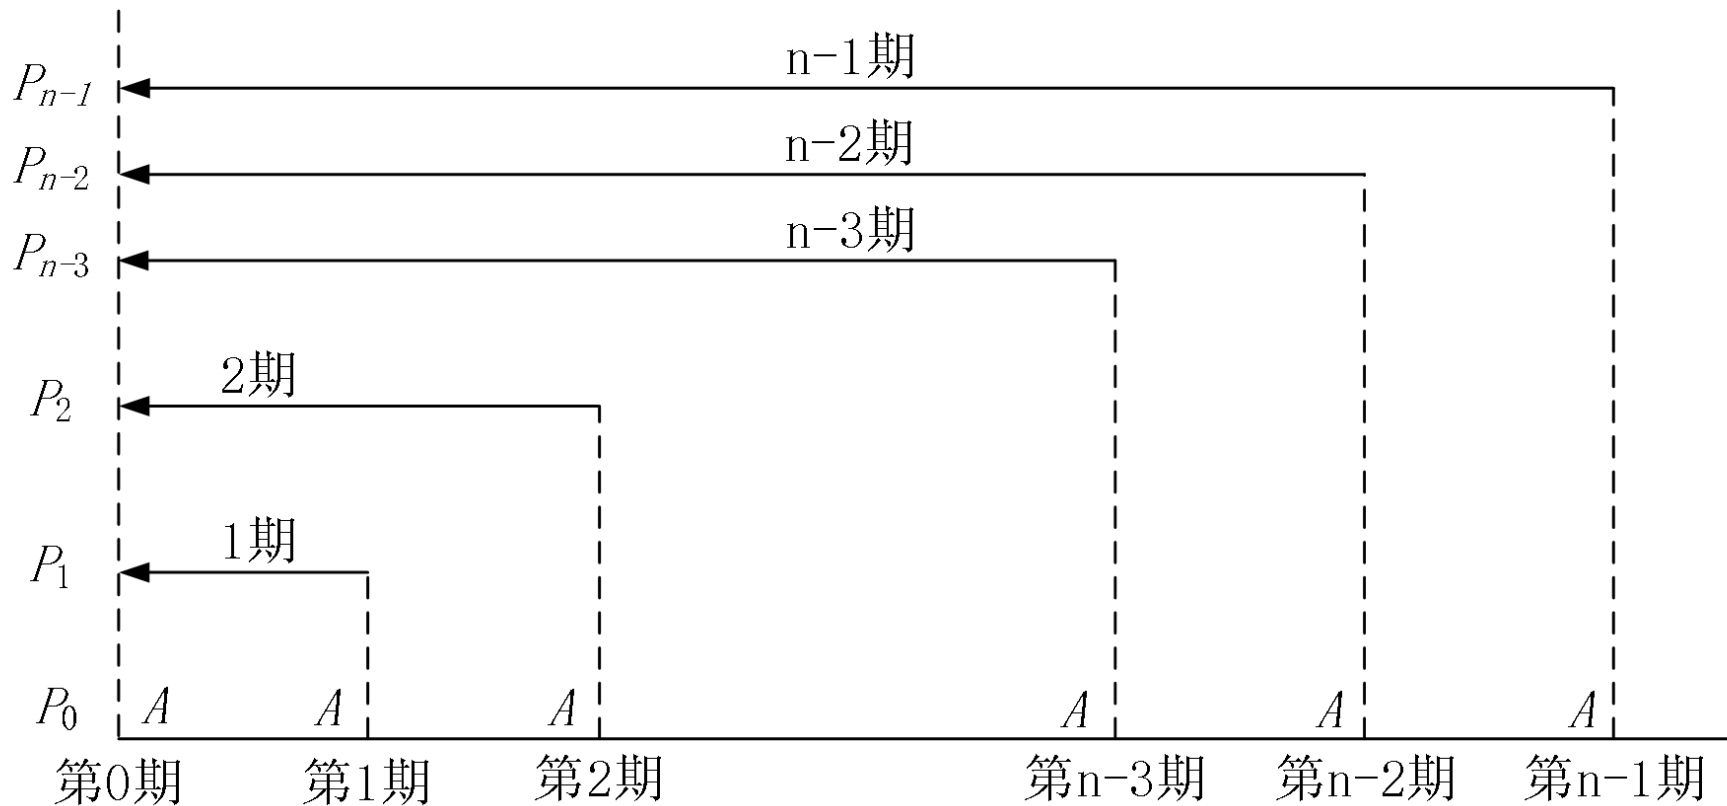 n-1期
P_{n-1}
n-2期
P_{n-2}
n-3期
P_{n-3}
2期
P_2
1期
P_1
P_0 A A A A A A
第0期 第1期 第2期 第n-3期 第n-2期 第n-1期